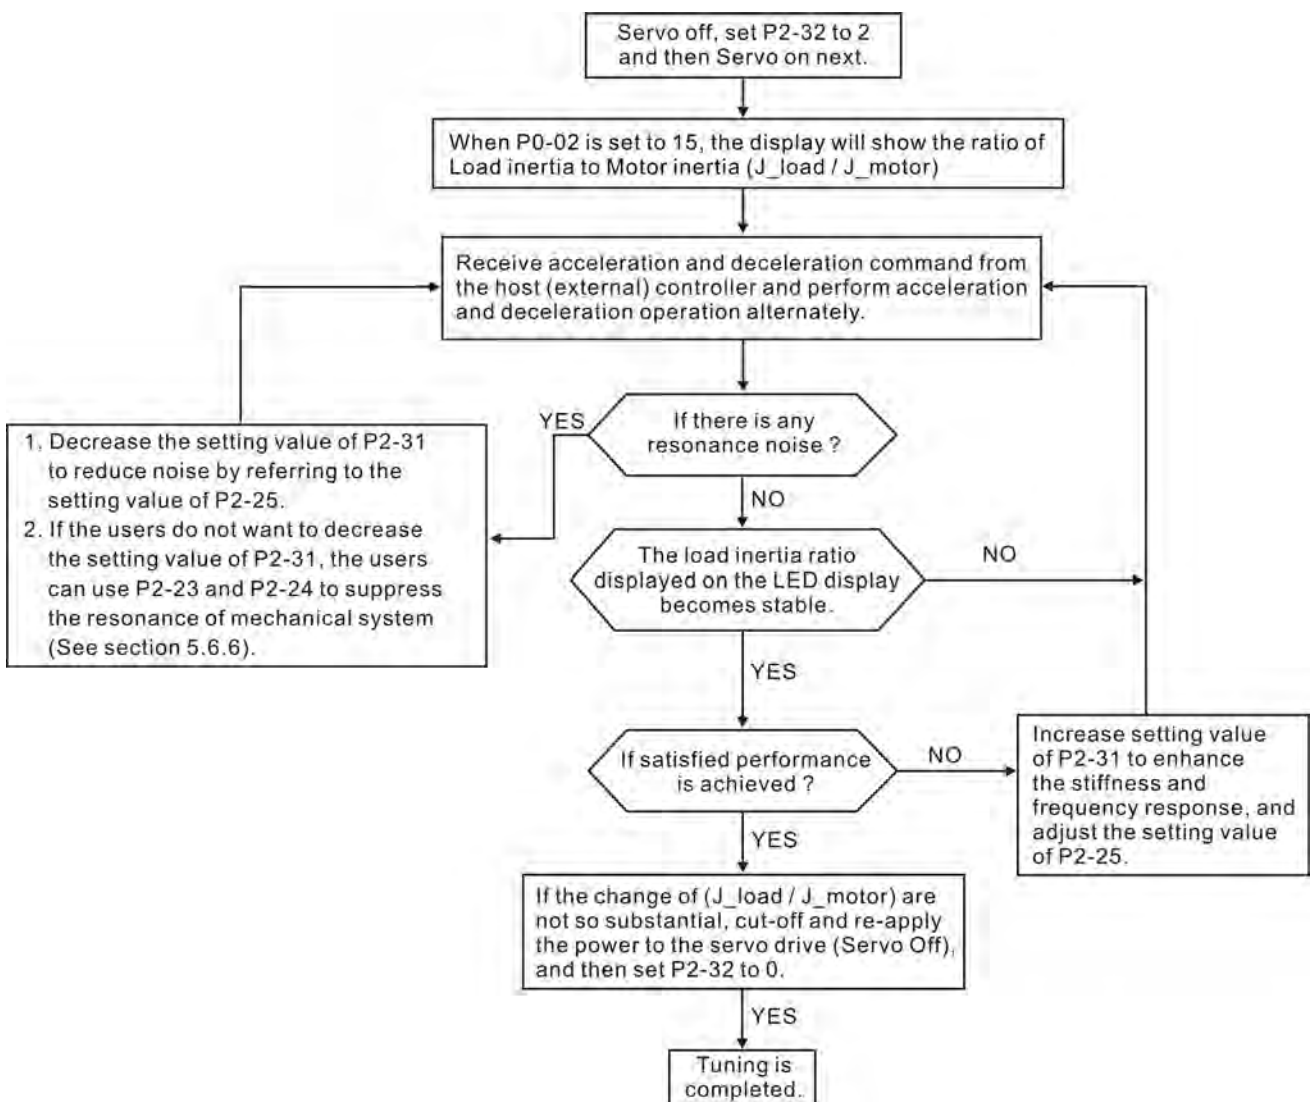 Servo off, set P2-32 to 2
and then Servo on next.
When P0-02 is set to 15, the display will show the ratio of
Load inertia to Motor inertia (J_load / J_motor)
Receive acceleration and deceleration command from
the host (external) controller and perform acceleration
and deceleration operation alternately.
If there is any
resonance noise ?
YES
1. Decrease the setting value of P2-31
to reduce noise by referring to the
setting value of P2-25.
2. If the users do not want to decrease
the setting value of P2-31, the users
can use P2-23 and P2-24 to suppress
the resonance of mechanical system
(See section 5.6.6).
NO
The load inertia ratio
displayed on the LED display
becomes stable.
NO
YES
If satisfied performance
is achieved ?
NO
Increase setting value
of P2-31 to enhance
the stiffness and
frequency response, and
adjust the setting value
of P2-25.
YES
If the change of (J_load / J_motor) are
not so substantial, cut-off and re-apply
the power to the servo drive (Servo Off),
and then set P2-32 to 0.
YES
Tuning is
completed.